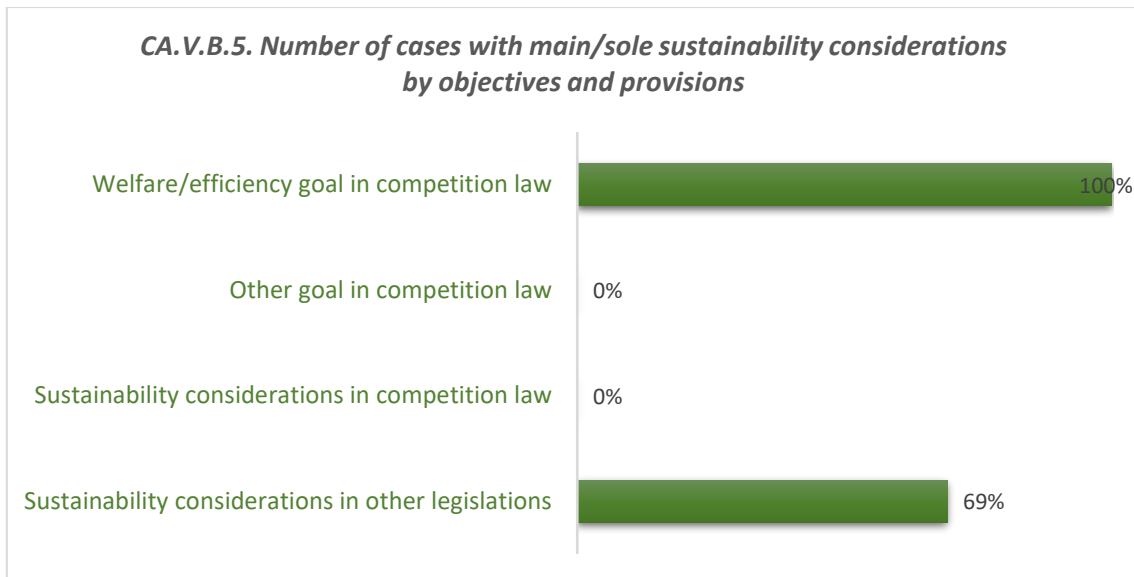 CA.V.B.5. Number of cases with main/sole sustainability considerations
by objectives and provisions
Welfare/efficiency goal in competition law
100%
Other goal in competition law
0%
Sustainability considerations in competition law
0%
Sustainability considerations in other legislations
69%